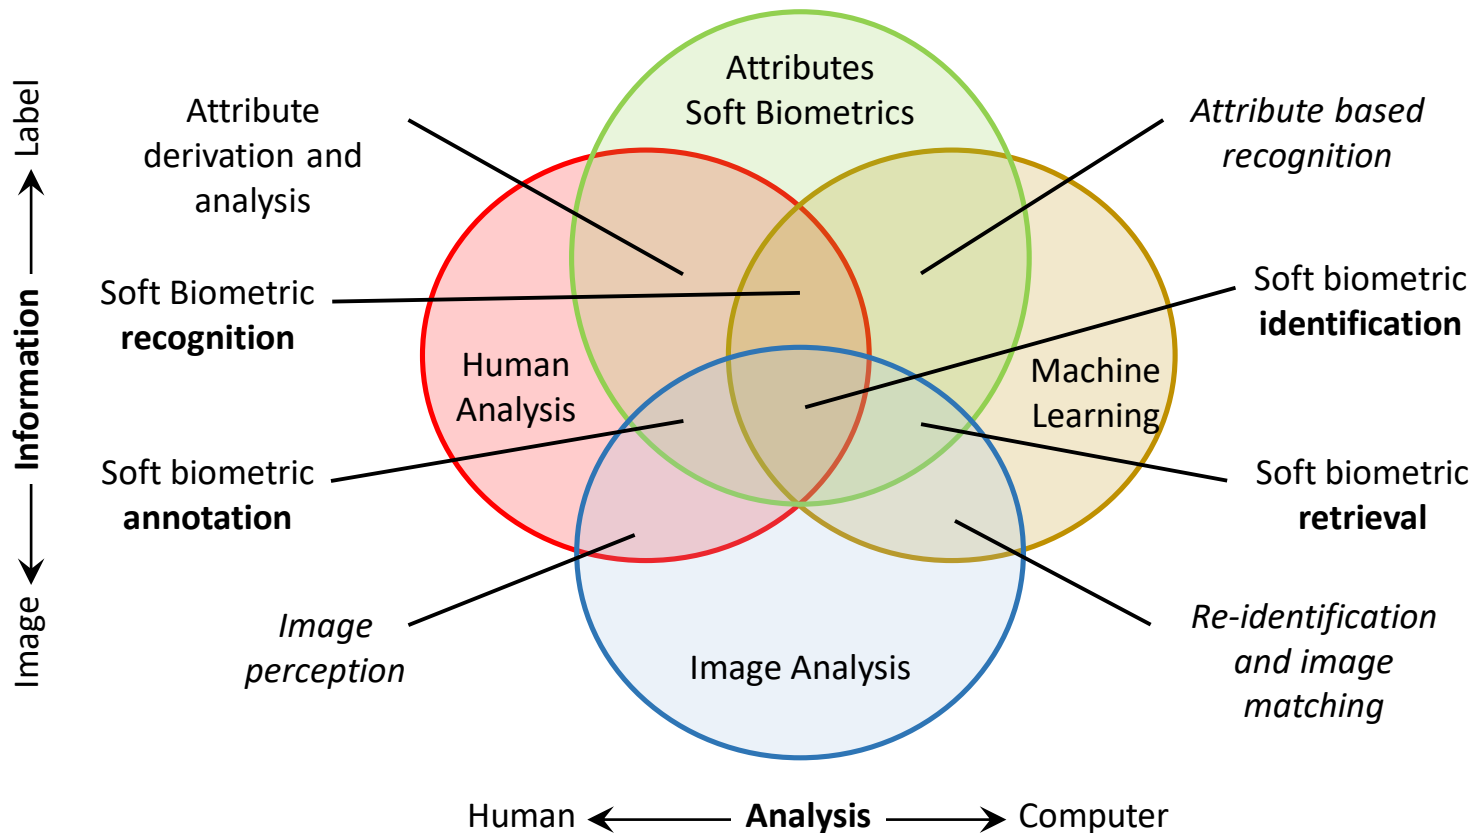 Attributes
Soft Biometrics
Attribute
derivation and
analysis
Attribute based
recognition
Soft Biometric
recognition
Soft biometric
identification
Human
Analysis
Machine
Learning
Soft biometric
annotation
Soft biometric
retrieval
Image
perception
Image Analysis
Re-identification
and image
matching
Label
Information
Image
Human
Analysis
Computer